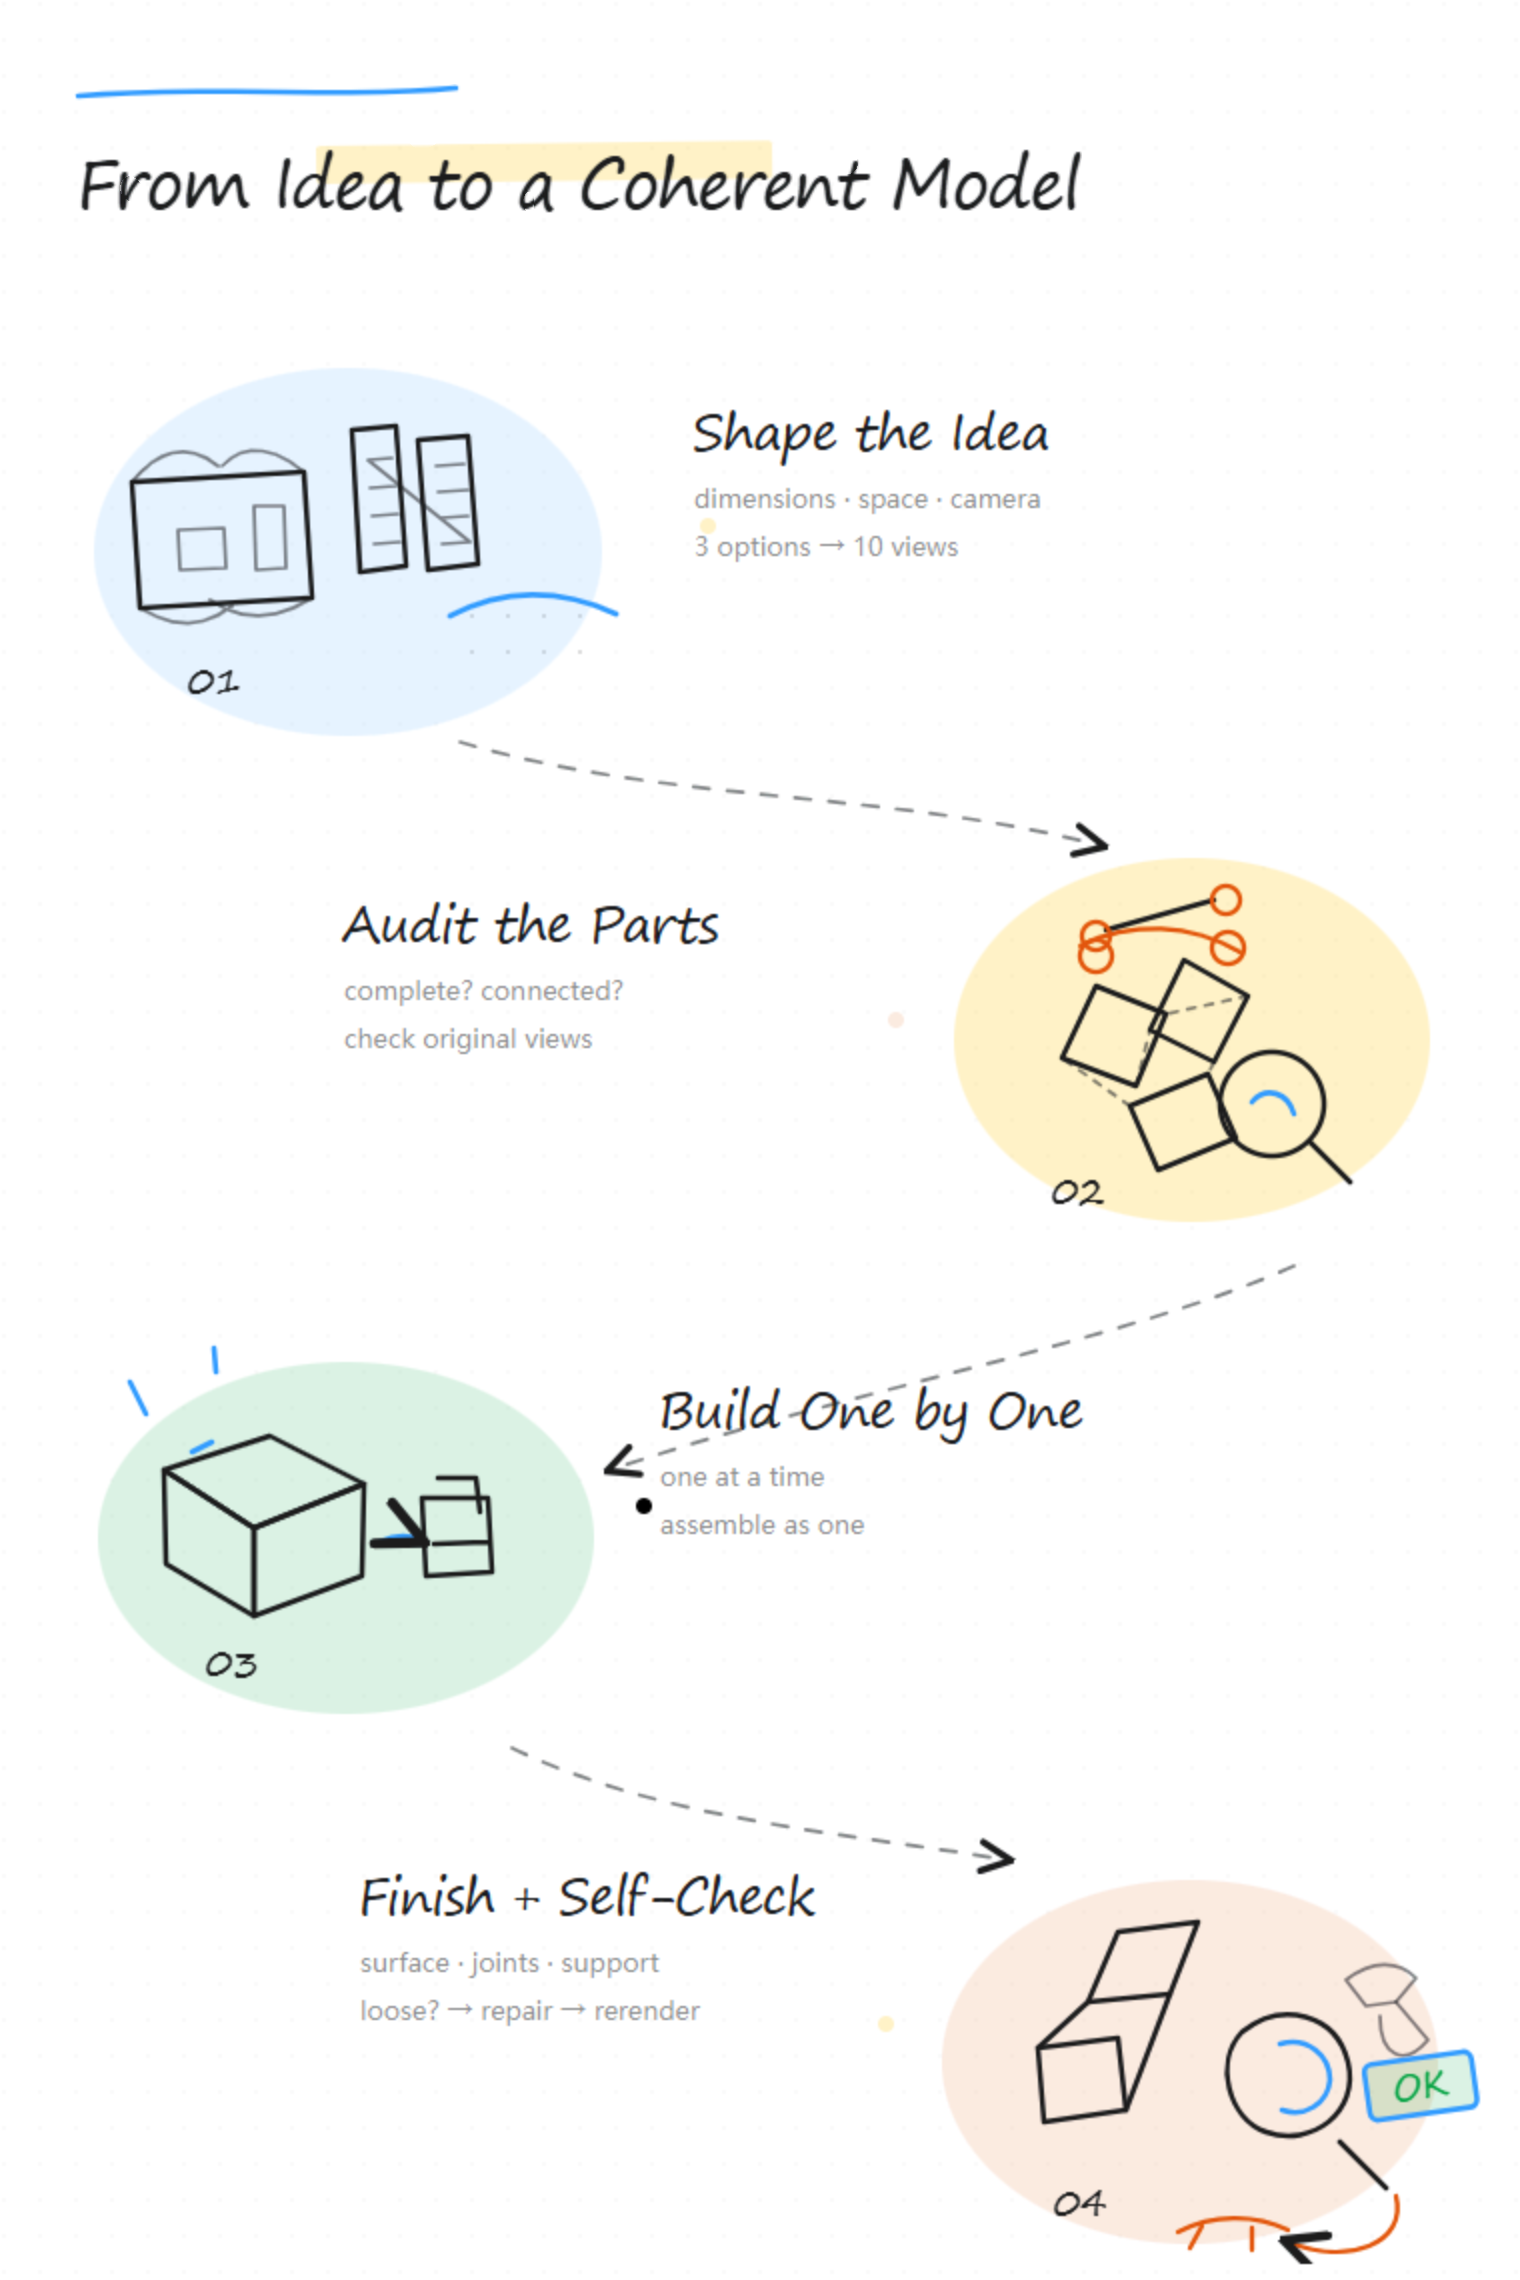 From Idea to a Coherent Model
Shape the Idea
dimensions · space · camera
3 options → 10 views
01
Audit the Parts
complete? connected?
check original views
02
Build One by One
one at a time
assemble as one
03
Finish + Self-Check
surface · joints · support
loose? → repair → rerender
OK
04